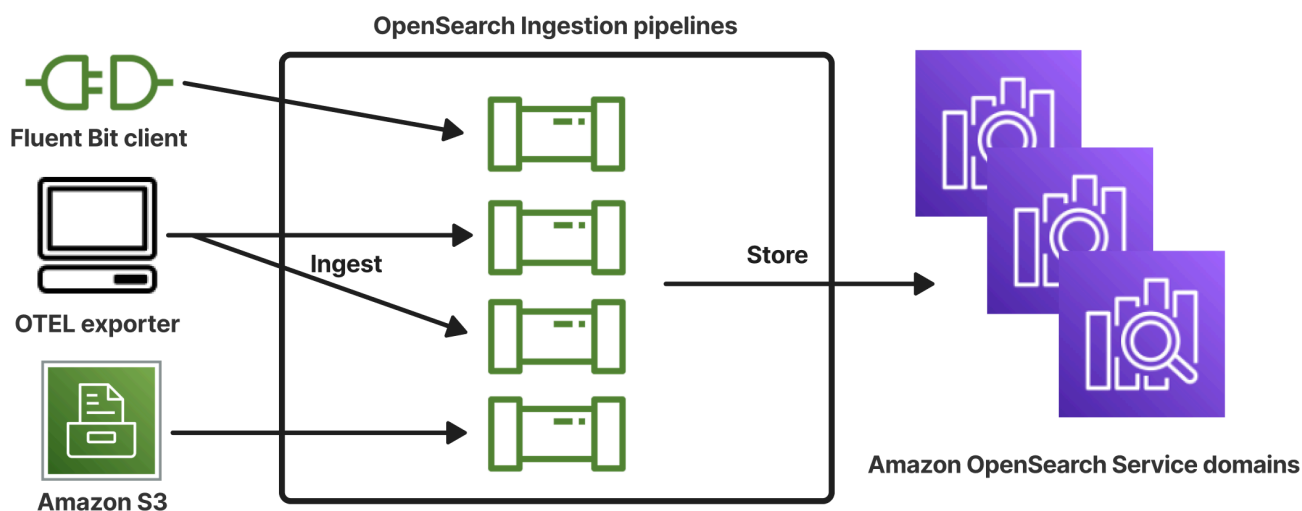 OpenSearch Ingestion pipelines
Fluent Bit client
Ingest
Store
OTEL exporter
Amazon OpenSearch Service domains
Amazon S3